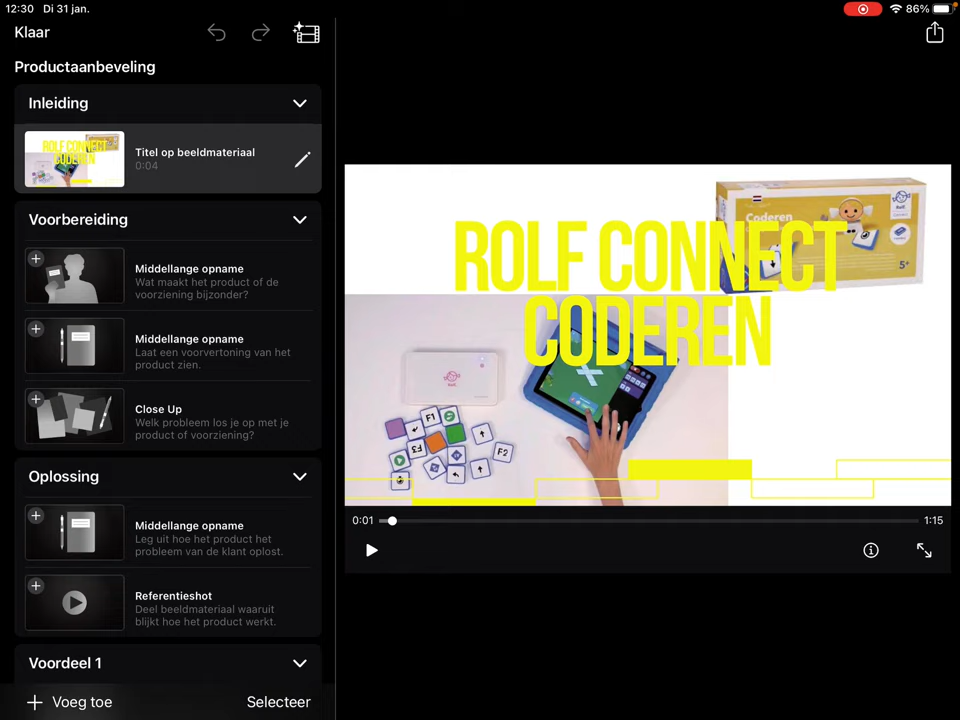 12:30 Di 31 jan.
86%
Klaar
Productaanbeveling
Inleiding
Titel op beeldmateriaal
0:04
Voorbereiding
Middellange opname
Wat maakt het product of de
voorziening bijzonder?
Middellange opname
Laat een voorvertoning van het
product zien.
Close Up
Welk probleem los je op met je
product of voorziening?
Oplossing
Middellange opname
Leg uit hoe het product het
probleem van de klant oplost.
Referentieshot
Deel beeldmateriaal waaruit
blijkt hoe het product werkt.
Voordeel 1
Voeg toe
Selecteer
ROLF CONNECT
CODEREN
Coderen
5+
F1
F2
0:01
1:15